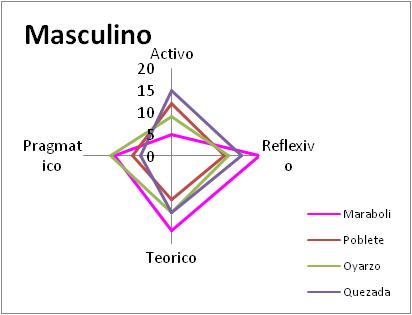 Masculino
Activo
20
15
10
5
0
Pragmat
ico
Reflexiv
o
Teorico
Maraboli
Poblete
Oyarzo
Quezada